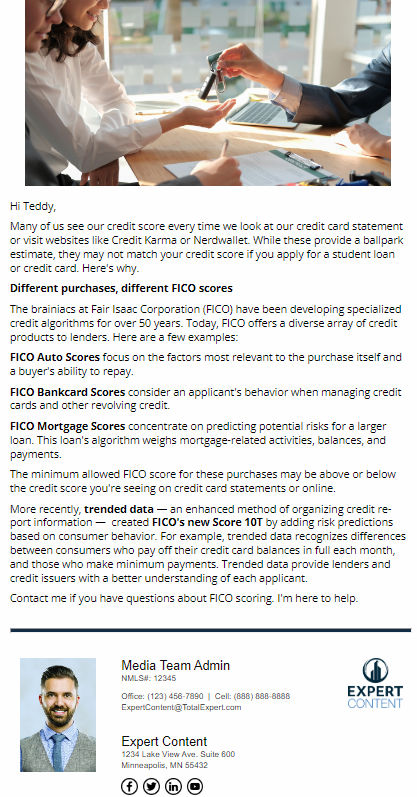 Hi Teddy,
Many of us see our credit score every time we look at our credit card statement
or visit websites like Credit Karma or Nerdwallet. While these provide a ballpark
estimate, they may not match your credit score if you apply for a student loan
or credit card. Here's why.
Different purchases, different FICO scores
The brainiacs at Fair Isaac Corporation (FICO) have been developing specialized
credit algorithms for over 50 years. Today, FICO offers a diverse array of credit
products to lenders. Here are a few examples:
FICO Auto Scores focus on the factors most relevant to the purchase itself and
a buyer's ability to repay.
FICO Bankcard Scores consider an applicant's behavior when managing credit
cards and other revolving credit.
FICO Mortgage Scores concentrate on predicting potential risks for a larger
loan. This loan's algorithm weighs mortgage-related activities, balances, and
payments.
The minimum allowed FICO score for these purchases may be above or below
the credit score you're seeing on credit card statements or online.
More recently, trended data — an enhanced method of organizing credit re-
port information — created FICO's new Score 10T by adding risk predictions
based on consumer behavior. For example, trended data recognizes differences
between consumers who pay off their credit card balances in full each month,
and those who make minimum payments. Trended data provide lenders and
credit issuers with a better understanding of each applicant.
Contact me if you have questions about FICO scoring. I'm here to help.
Media Team Admin
NMLS#: 12345
Office: (123) 456-7890 | Cell: (888) 888-8888
ExpertContent@TotalExpert.com
EXPERT
CONTENT
Expert Content
1234 Lake View Ave, Suite 600
Minneapolis, MN 55432